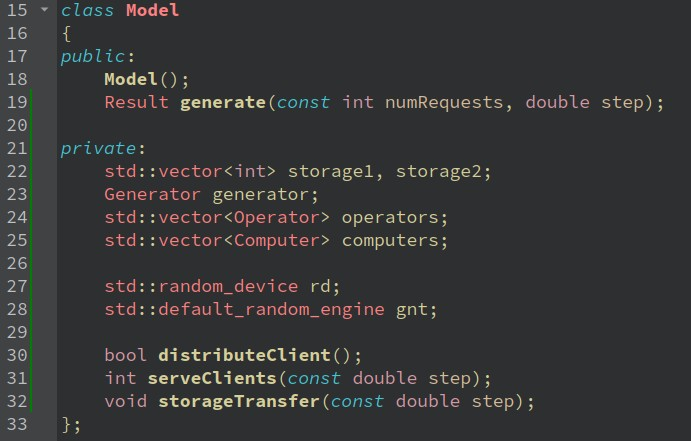 15 class Model
16 {
17 public:
18     Model();
19     Result generate(const int numRequests, double step);
20
21 private:
22     std::vector<int> storage1, storage2;
23     Generator generator;
24     std::vector<Operator> operators;
25     std::vector<Computer> computers;
26
27     std::random_device rd;
28     std::default_random_engine gnt;
29
30     bool distributeClient();
31     int serveClients(const double step);
32     void storageTransfer(const double step);
33 };